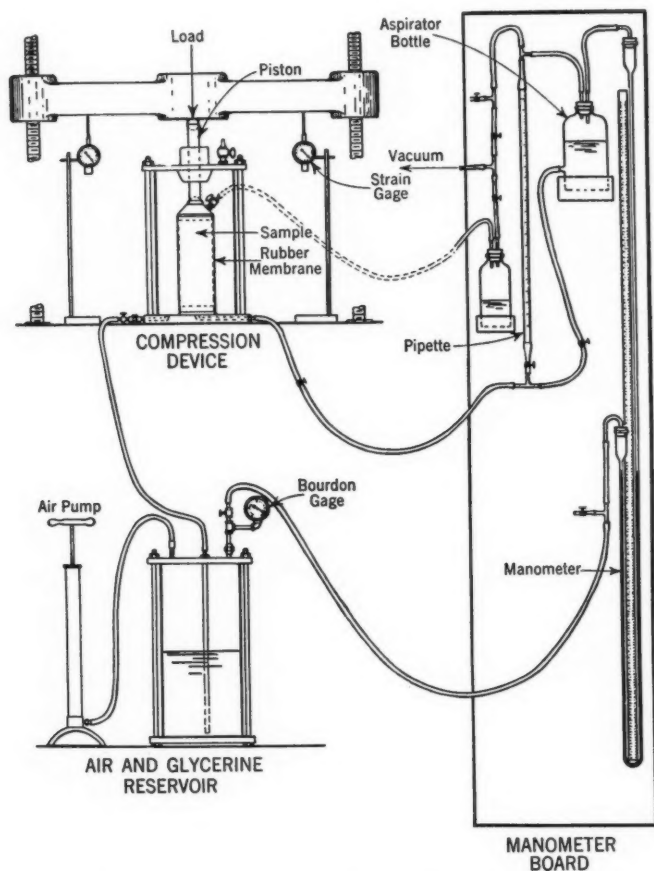 Load
Piston
Aspirator
Bottle
Vacuum
Strain
Gage
Sample
Rubber
Membrane
COMPRESSION
DEVICE
Pipette
Bourdon
Gage
Air Pump
Manometer
AIR AND GLYCERINE
RESERVOIR
MANOMETER
BOARD